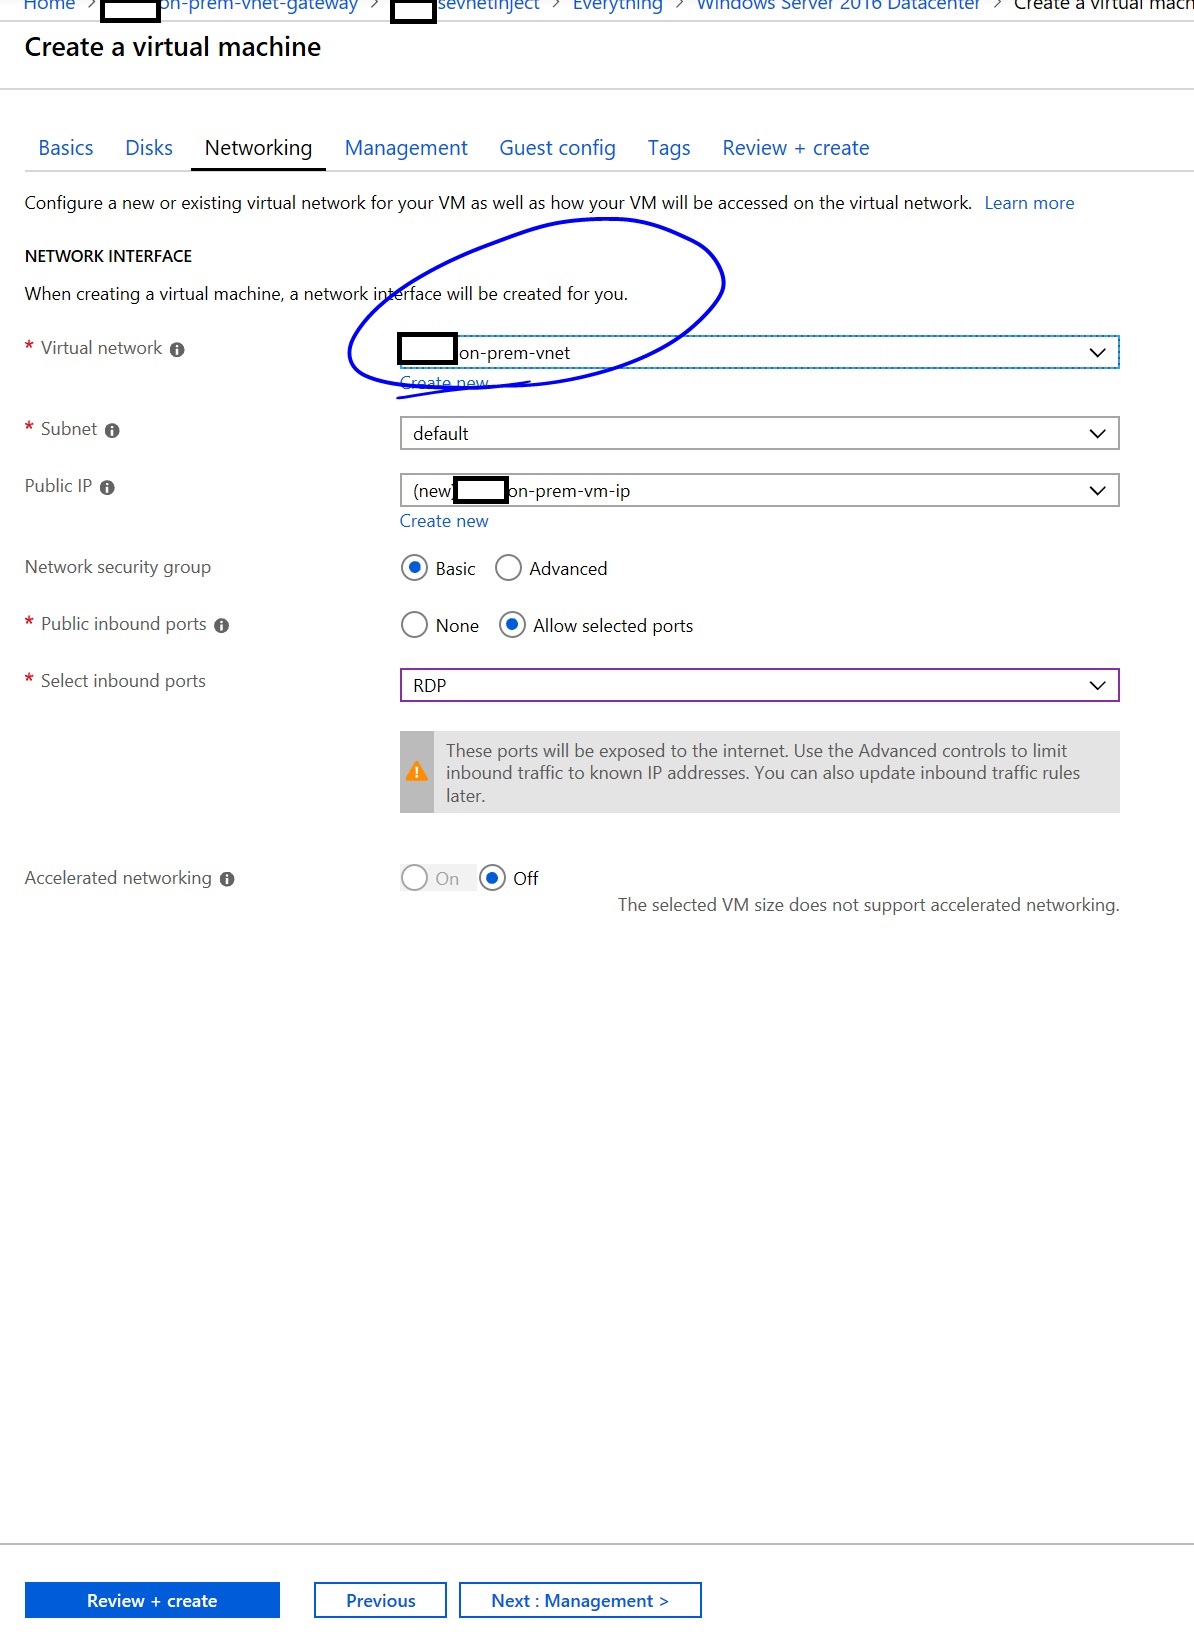 Home > on-prem-vnet-gateway > sevnetinject > Everything > Windows Server 2016 Datacenter > Create a virtual mach
Create a virtual machine
Basics Disks Networking Management Guest config Tags Review + create
Configure a new or existing virtual network for your VM as well as how your VM will be accessed on the virtual network. Learn more
NETWORK INTERFACE
When creating a virtual machine, a network interface will be created for you.
* Virtual network on-prem-vnet
Create new
* Subnet default
Public IP (new) on-prem-vm-ip
Create new
Network security group Basic Advanced
* Public inbound ports None Allow selected ports
* Select inbound ports RDP
These ports will be exposed to the internet. Use the Advanced controls to limit
inbound traffic to known IP addresses. You can also update inbound traffic rules
later.
Accelerated networking On Off
The selected VM size does not support accelerated networking.
Review + create Previous Next : Management >